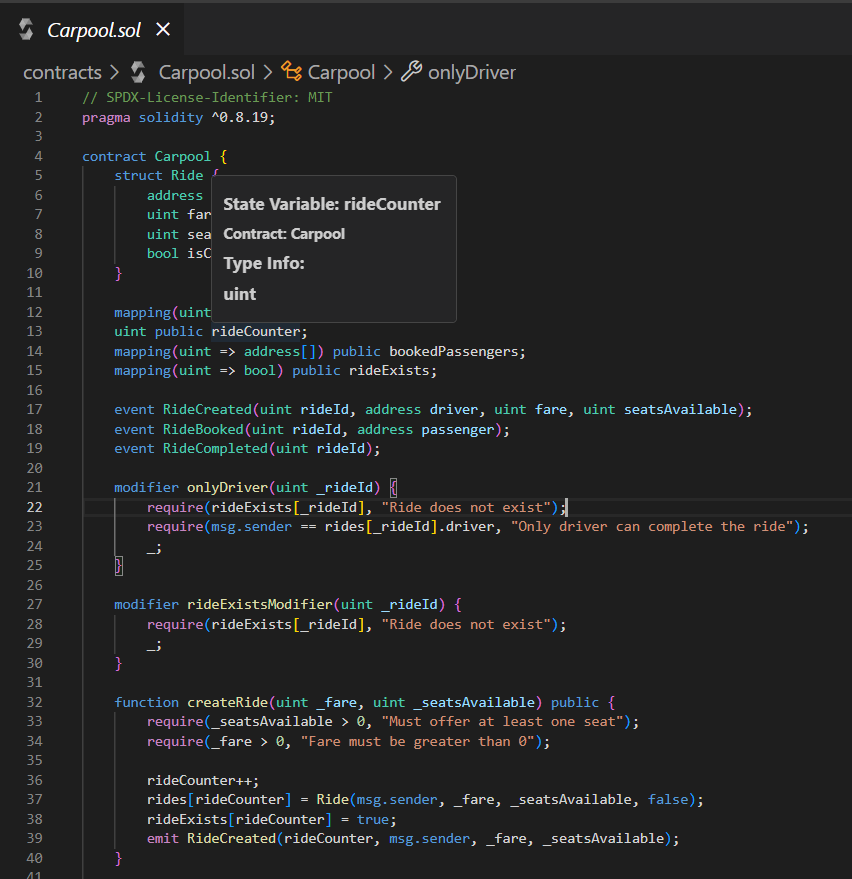 Carpool.sol
contracts > Carpool.sol > Carpool > onlyDriver
1 // SPDX-License-Identifier: MIT
2 pragma solidity ^0.8.19;
3
4 contract Carpool {
5 struct Ride {
6 address
7 uint far
8 uint sea
9 bool isC
10 }
11
State Variable: rideCounter
Contract: Carpool
Type Info:
uint
12 mapping(uint
13 uint public rideCounter;
14 mapping(uint => address[]) public bookedPassengers;
15 mapping(uint => bool) public rideExists;
16
17 event RideCreated(uint rideId, address driver, uint fare, uint seatsAvailable);
18 event RideBooked(uint rideId, address passenger);
19 event RideCompleted(uint rideId);
20
21 modifier onlyDriver(uint _rideId) {
22 require(rideExists[_rideId], "Ride does not exist");
23 require(msg.sender == rides[_rideId].driver, "Only driver can complete the ride");
24 _;
25 }
26
27 modifier rideExistsModifier(uint _rideId) {
28 require(rideExists[_rideId], "Ride does not exist");
29 _;
30 }
31
32 function createRide(uint _fare, uint _seatsAvailable) public {
33 require(_seatsAvailable > 0, "Must offer at least one seat");
34 require(_fare > 0, "Fare must be greater than 0");
35
36 rideCounter++;
37 rides[rideCounter] = Ride(msg.sender, _fare, _seatsAvailable, false);
38 rideExists[rideCounter] = true;
39 emit RideCreated(rideCounter, msg.sender, _fare, _seatsAvailable);
40 }
41